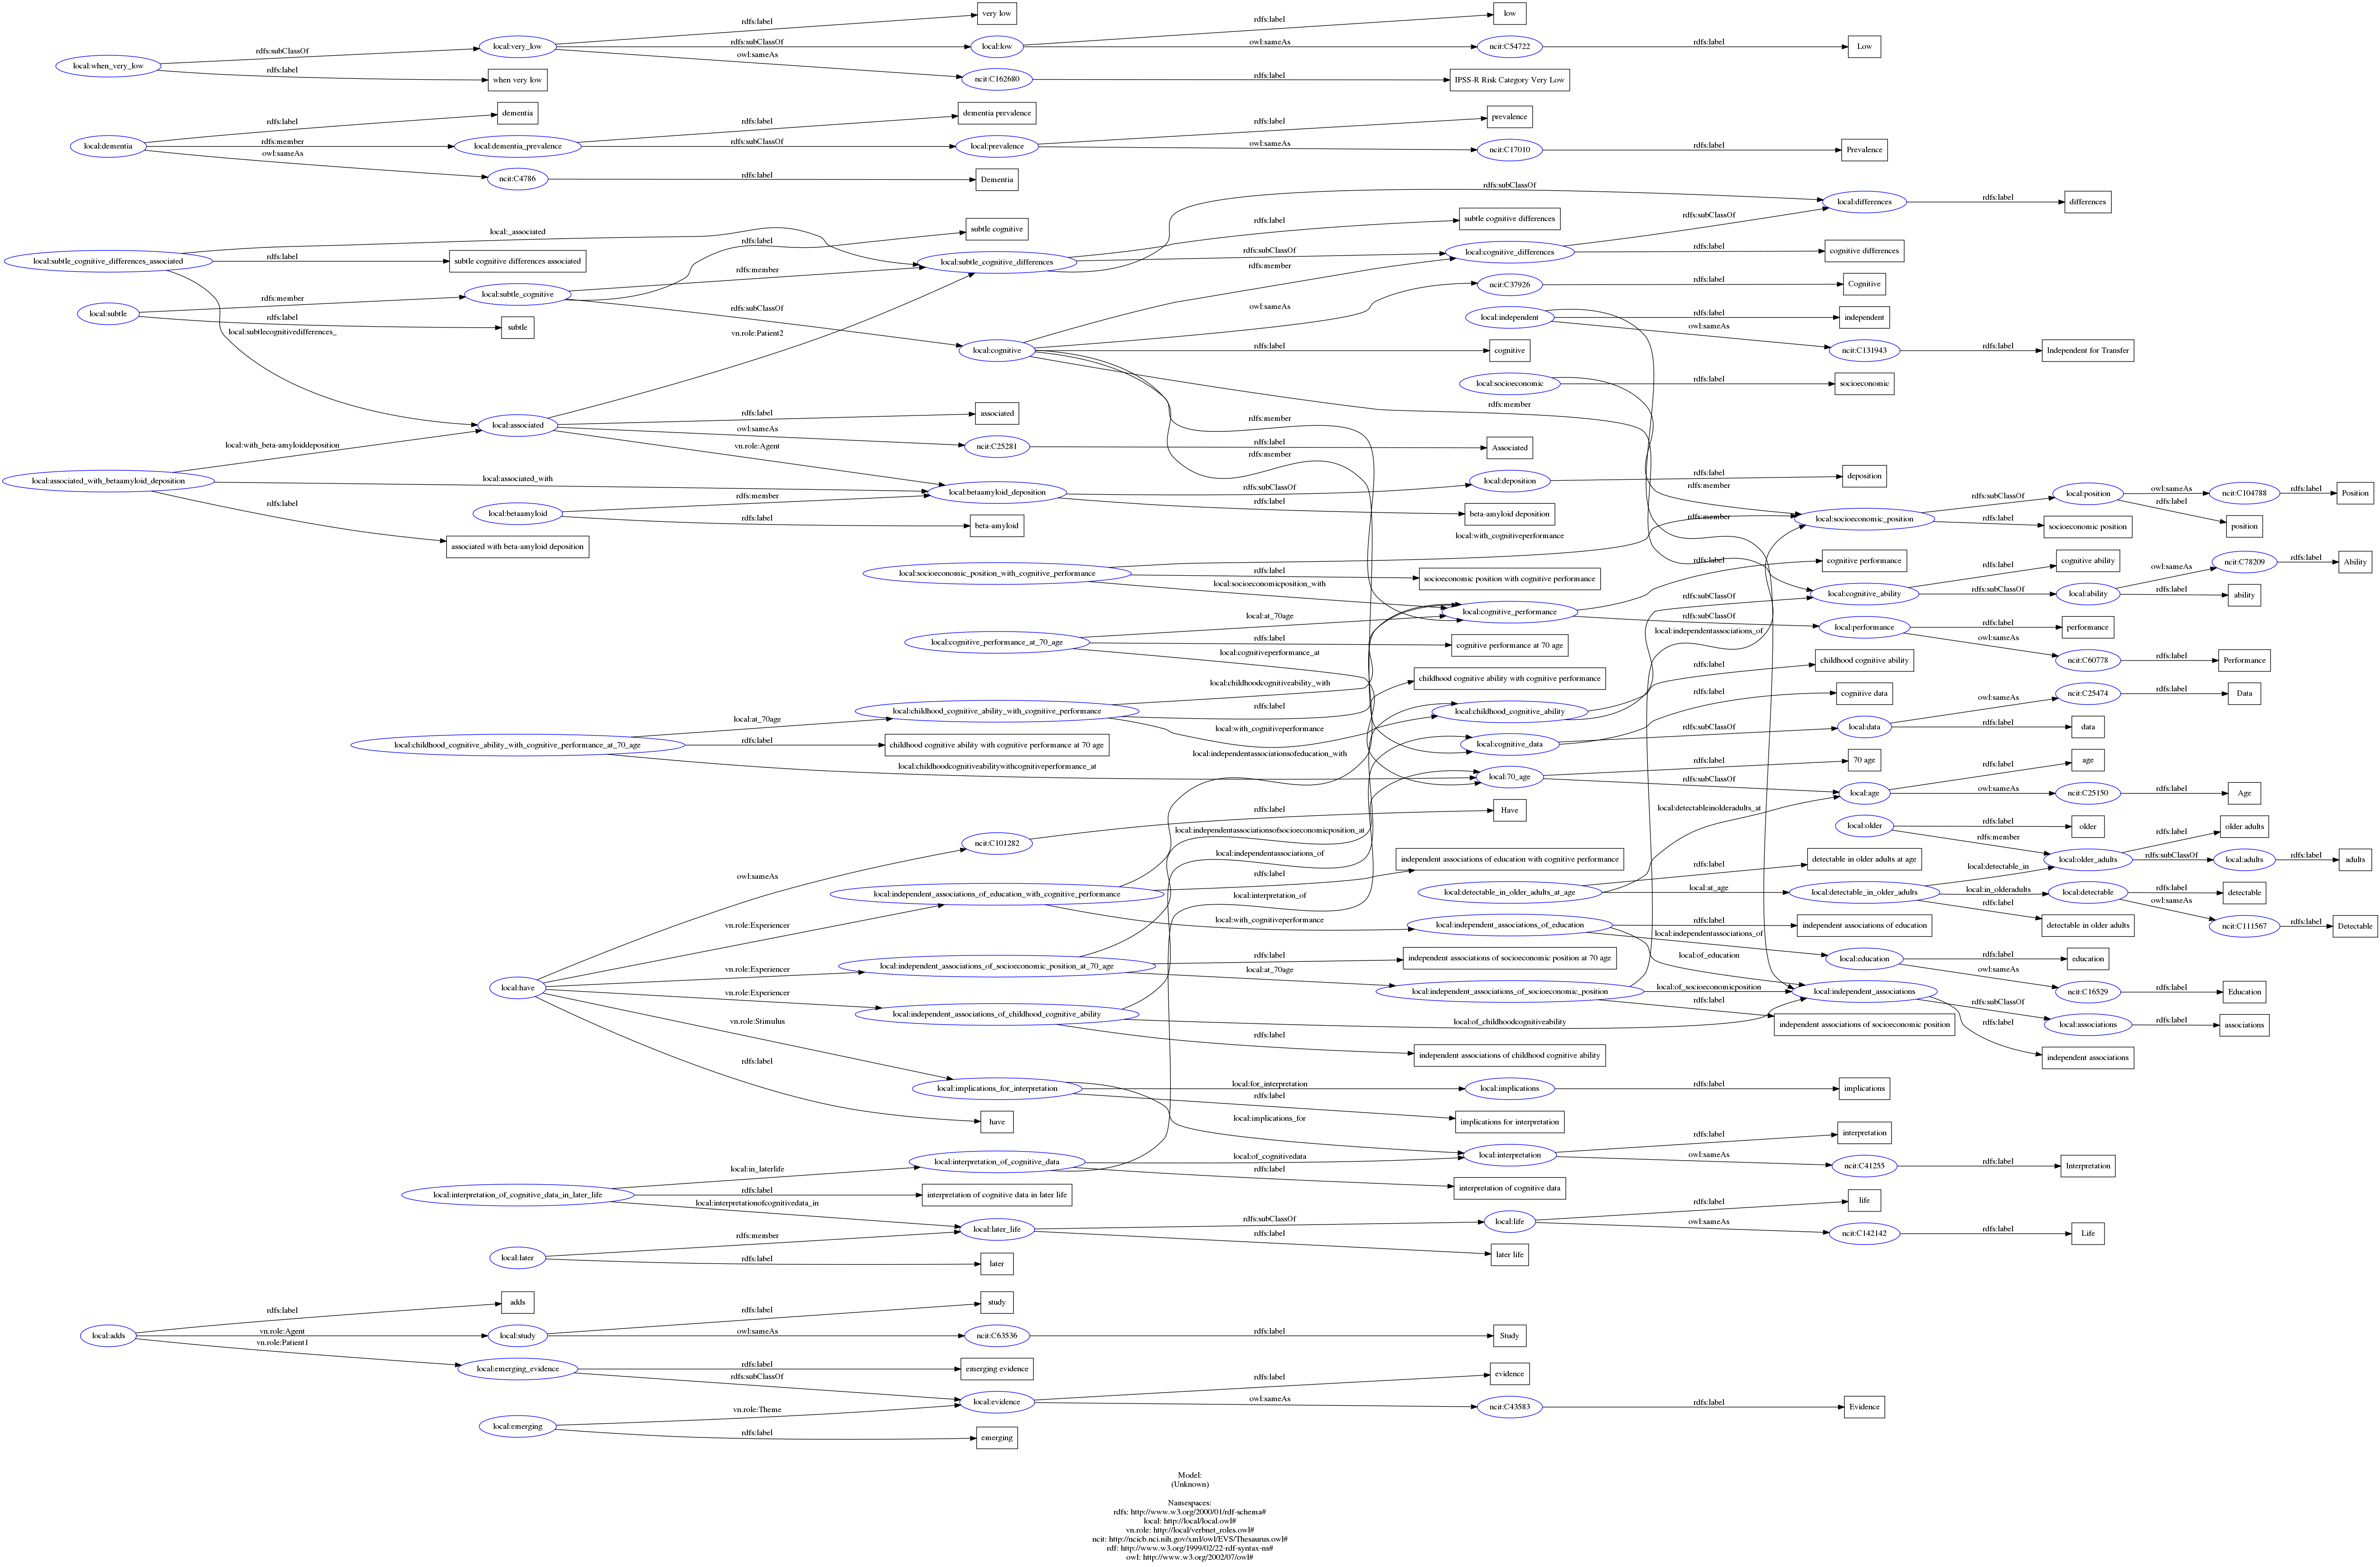 very low
low
rdfs:label
rdfs:label
local:when_very_low
rdfs:subClassOf
local:very_low
rdfs:subClassOf
local:low
owl:sameAs
ncit:C54722
rdfs:label
Low
rdfs:label
when very low
owl:sameAs
ncit:C162680
rdfs:label
IPSS-R Risk Category Very Low
rdfs:label
dementia
rdfs:label
dementia prevalence
rdfs:label
prevalence
local:dementia
rdfs:member
local:dementia_prevalence
rdfs:subClassOf
local:prevalence
owl:sameAs
ncit:C17010
rdfs:label
Prevalence
owl:sameAs
ncit:C4786
rdfs:label
Dementia
rdfs:subClassOf
local:differences
rdfs:label
differences
local:_associated
rdfs:label
subtle cognitive
rdfs:label
subtle cognitive differences
rdfs:subClassOf
local:subtle_cognitive_differences_associated
rdfs:label
subtle cognitive differences associated
local:subtle_cognitive_differences
rdfs:subClassOf
local:cognitive_differences
rdfs:label
cognitive differences
rdfs:member
rdfs:member
local:subtle
rdfs:member
local:subtle_cognitive
rdfs:subClassOf
owl:sameAs
ncit:C37926
rdfs:label
Cognitive
rdfs:label
subtle
local:subtlecognitivedifferences_
vn.role:Patient2
local:independent
rdfs:label
independent
owl:sameAs
ncit:C131943
rdfs:label
Independent for Transfer
local:cognitive
rdfs:label
cognitive
local:socioeconomic
rdfs:label
socioeconomic
rdfs:member
rdfs:member
rdfs:member
local:associated
rdfs:label
associated
owl:sameAs
ncit:C25281
rdfs:label
Associated
vn.role:Agent
local:with_beta-amyloiddeposition
local:associated_with_betaamyloid_deposition
local:associated_with
rdfs:label
associated with beta-amyloid deposition
local:betaamyloid_deposition
rdfs:subClassOf
local:deposition
rdfs:label
deposition
rdfs:label
beta-amyloid deposition
local:betaamyloid
rdfs:member
rdfs:label
beta-amyloid
rdfs:member
rdfs:member
local:socioeconomic_position
rdfs:subClassOf
local:position
owl:sameAs
ncit:C104788
rdfs:label
Position
rdfs:label
position
rdfs:label
socioeconomic position
local:with_cognitiveperformance
local:socioeconomic_position_with_cognitive_performance
rdfs:label
socioeconomic position with cognitive performance
local:socioeconomicposition_with
rdfs:label
cognitive performance
local:cognitive_ability
rdfs:label
cognitive ability
rdfs:subClassOf
local:ability
owl:sameAs
ncit:C78209
rdfs:label
Ability
rdfs:label
ability
rdfs:subClassOf
local:cognitive_performance
rdfs:subClassOf
local:performance
rdfs:label
performance
owl:sameAs
ncit:C60778
rdfs:label
Performance
local:at_70age
local:cognitive_performance_at_70_age
rdfs:label
cognitive performance at 70 age
local:cognitiveperformance_at
local:independentassociations_of
rdfs:label
childhood cognitive ability
local:childhoodcognitiveability_with
childhood cognitive ability with cognitive performance
rdfs:label
local:childhood_cognitive_ability_with_cognitive_performance
local:with_cognitiveperformance
local:childhood_cognitive_ability
rdfs:label
cognitive data
local:at_70age
local:childhood_cognitive_ability_with_cognitive_performance_at_70_age
rdfs:label
childhood cognitive ability with cognitive performance at 70 age
local:childhoodcognitiveabilitywithcognitiveperformance_at
local:independentassociationsofeducation_with
local:cognitive_data
rdfs:subClassOf
local:data
owl:sameAs
ncit:C25474
rdfs:label
Data
rdfs:label
data
local:70_age
rdfs:label
70 age
rdfs:subClassOf
local:age
rdfs:label
age
owl:sameAs
ncit:C25150
rdfs:label
Age
local:detectableinolderadults_at
owl:sameAs
ncit:C101282
rdfs:label
Have
local:independentassociationsofsocioeconomicposition_at
local:independentassociations_of
local:interpretation_of
local:older
rdfs:label
older
rdfs:member
local:older_adults
rdfs:label
older adults
rdfs:subClassOf
local:adults
rdfs:label
adults
local:independent_associations_of_education_with_cognitive_performance
rdfs:label
independent associations of education with cognitive performance
local:with_cognitiveperformance
local:detectable_in_older_adults_at_age
rdfs:label
detectable in older adults at age
local:at_age
local:detectable_in_older_adults
local:detectable_in
local:in_olderadults
local:detectable
rdfs:label
detectable
owl:sameAs
ncit:C111567
rdfs:label
Detectable
rdfs:label
detectable in older adults
local:independent_associations_of_education
rdfs:label
independent associations of education
local:independentassociations_of
local:of_education
local:education
rdfs:label
education
owl:sameAs
ncit:C16529
rdfs:label
Education
local:have
vn.role:Experiencer
vn.role:Experiencer
vn.role:Experiencer
vn.role:Stimulus
rdfs:label
have
local:independent_associations_of_socioeconomic_position_at_70_age
rdfs:label
independent associations of socioeconomic position at 70 age
local:at_70age
local:independent_associations_of_socioeconomic_position
local:of_socioeconomicposition
rdfs:label
independent associations of socioeconomic position
local:independent_associations
rdfs:subClassOf
local:associations
rdfs:label
associations
rdfs:label
independent associations
local:independent_associations_of_childhood_cognitive_ability
local:of_childhoodcognitiveability
rdfs:label
independent associations of childhood cognitive ability
local:implications_for_interpretation
local:for_interpretation
local:implications
rdfs:label
implications
rdfs:label
implications for interpretation
local:implications_for
local:interpretation
rdfs:label
interpretation
owl:sameAs
ncit:C41255
rdfs:label
Interpretation
local:interpretation_of_cognitive_data
local:of_cognitivedata
rdfs:label
interpretation of cognitive data
local:in_laterlife
local:interpretation_of_cognitive_data_in_later_life
rdfs:label
interpretation of cognitive data in later life
local:interpretationofcognitivedata_in
local:later_life
rdfs:subClassOf
local:life
rdfs:label
life
owl:sameAs
ncit:C142142
rdfs:label
Life
rdfs:label
later life
local:later
rdfs:member
rdfs:label
later
rdfs:label
adds
local:adds
vn.role:Agent
local:study
rdfs:label
study
owl:sameAs
ncit:C63536
rdfs:label
Study
vn.role:Patient1
local:emerging_evidence
rdfs:label
emerging evidence
rdfs:subClassOf
local:evidence
rdfs:label
evidence
owl:sameAs
ncit:C43583
rdfs:label
Evidence
local:emerging
vn.role:Theme
rdfs:label
emerging
Model:
(Unknown)
Namespaces:
rdfs: http://www.w3.org/2000/01/rdf-schema#
local: http://local/local.owl#
vn.role: http://local/verbnet_roles.owl#
ncit: http://ncicb.nci.nih.gov/xml/owl/EVS/Thesaurus.owl#
rdf: http://www.w3.org/1999/02/22-rdf-syntax-ns#
owl: http://www.w3.org/2002/07/owl#